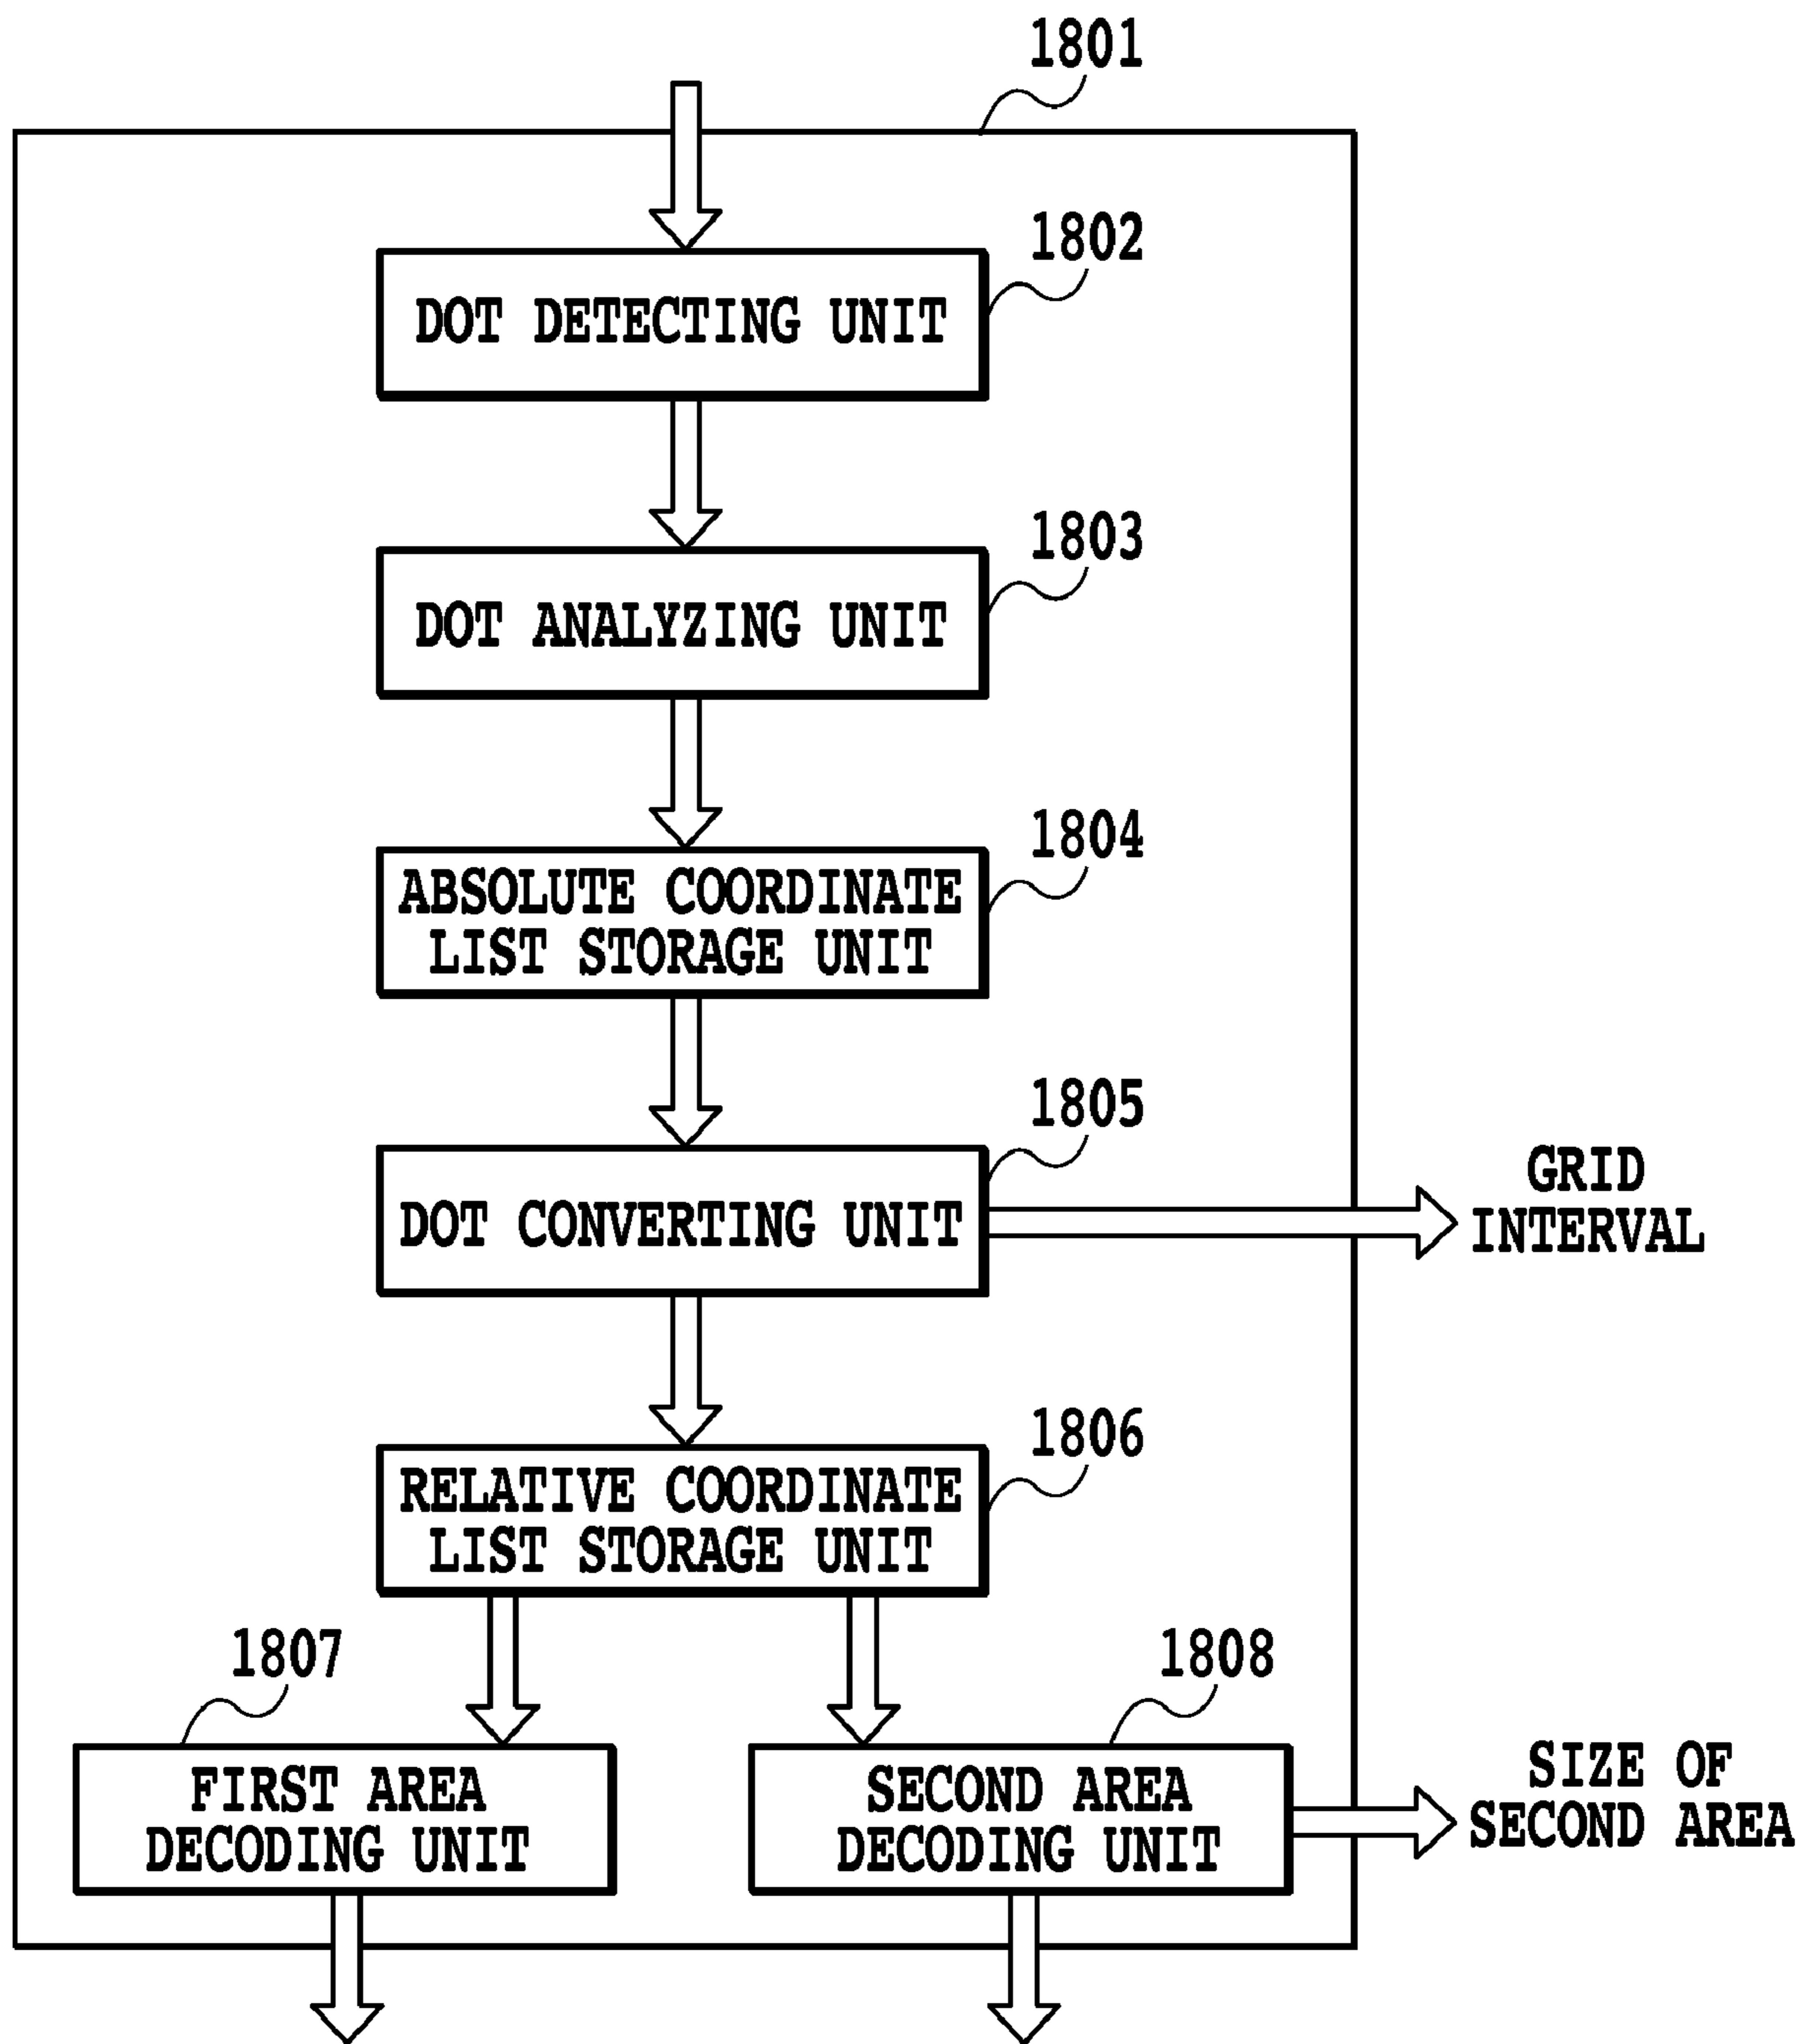 1801
1802
DOT DETECTING UNIT
1803
DOT ANALYZING UNIT
1804
ABSOLUTE COORDINATE
LIST STORAGE UNIT
1805
DOT CONVERTING UNIT
GRID
INTERVAL
1806
RELATIVE COORDINATE
LIST STORAGE UNIT
1807
FIRST AREA
DECODING UNIT
1808
SECOND AREA
DECODING UNIT
SIZE OF
SECOND AREA